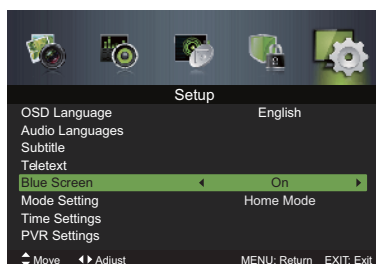 Setup
OSD Language English
Audio Languages
Subtitle
Teletext
Blue Screen On
Mode Setting Home Mode
Time Settings
PVR Settings
Move Adjust MENU: Return EXIT: Exit